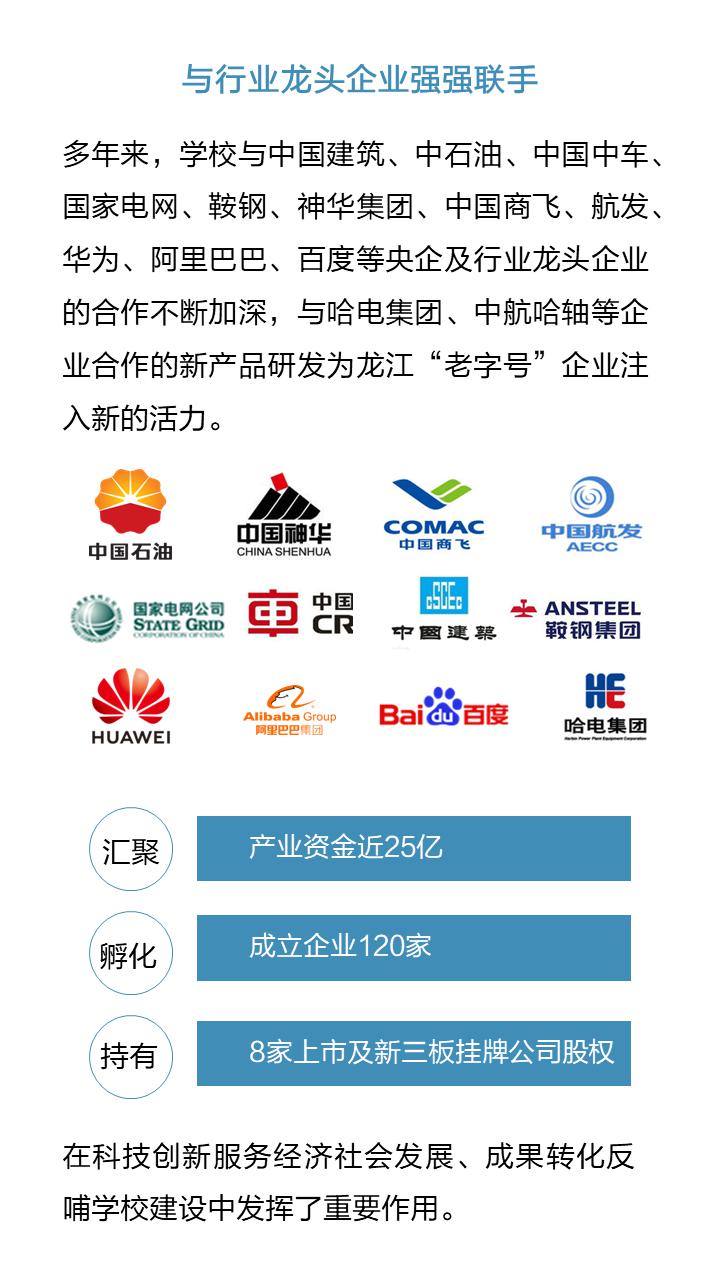 与行业龙头企业强强联手
多年来，学校与中国建筑、中石油、中国中车、
国家电网、鞍钢、神华集团、中国商飞、航发、
华为、阿里巴巴、百度等央企及行业龙头企业
的合作不断加深，与哈电集团、中航哈轴等企
业合作的新产品研发为龙江“老字号”企业注
入新的活力。
中国石油
中国神华
CHINA SHENHUA
COMAC
中国商飞
中国航发
AECC
国家电网公司
STATE GRID
CORPORATION OF CHINA
中国
CR
CSCEC
中国建築
ANSTEEL
鞍钢集团
HUAWEI
Alibaba Group
阿里巴巴集团
Bai du 百度
HE
哈电集团
Harbin Power Plant Equipment Corporation
汇聚
产业资金近25亿
孵化
成立企业120家
持有
8家上市及新三板挂牌公司股权
在科技创新服务经济社会发展、成果转化反
哺学校建设中发挥了重要作用。